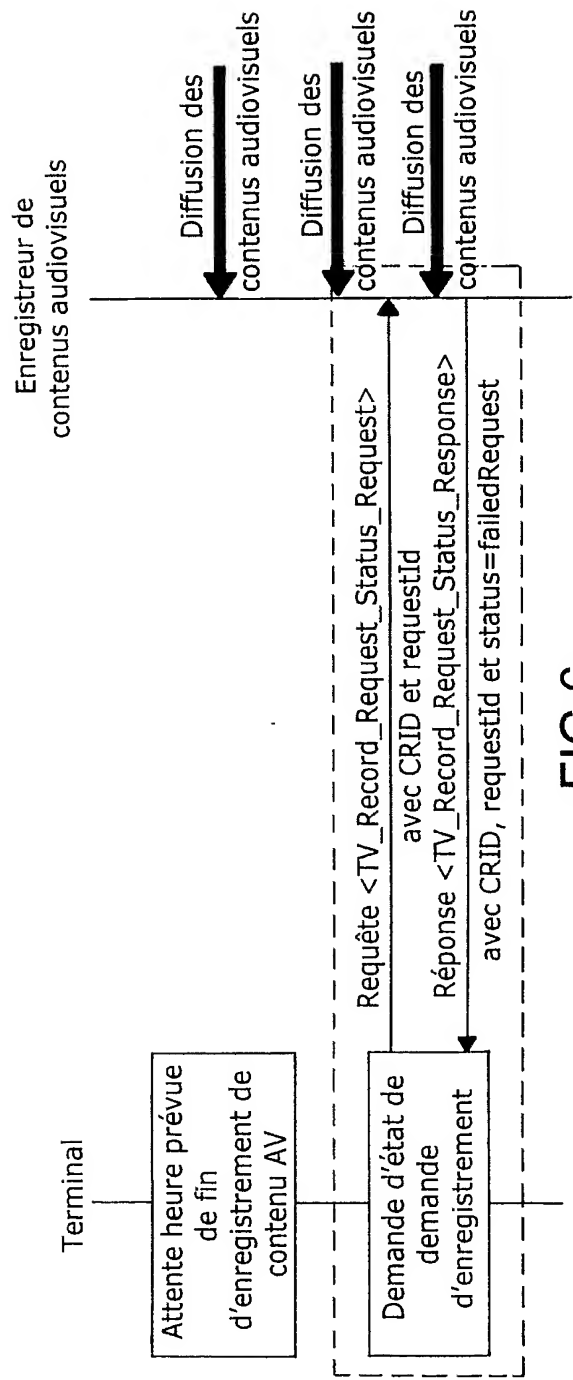 Terminal
Enregistreur de
contenus audiovisuels
Attente heure prévue
de fin
d'enregistrement de
contenu AV
Diffusion des
contenus audiovisuels
Diffusion des
contenus audiovisuels
Demande d'état de
demande
d'enregistrement
Requête <TV_Record_Request_Status_Request>
avec CRID et requestId
Réponse <TV_Record_Request_Status_Response>
avec CRID, requestId et status=failedRequest
Diffusion des
contenus audiovisuels
FIG.